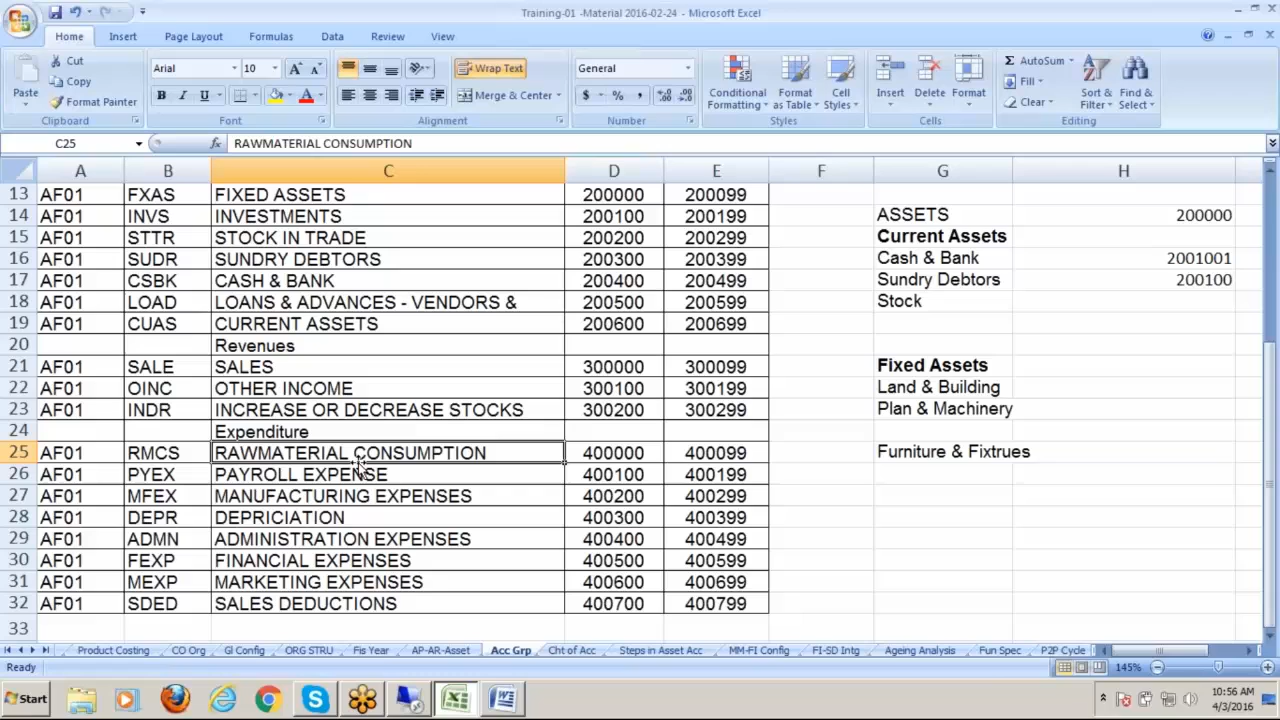 Training-01 -Material 2016-02-24 - Microsoft Excel
Home Insert Page Layout Formulas Data Review View
Cut
Copy
Format Painter
Paste
Clipboard
Arial 10
B I U
Font
Wrap Text
Merge & Center
Alignment
General
$ % ,
Number
Conditional Formatting
Format as Table
Cell Styles
Styles
Insert Delete Format
Cells
Σ AutoSum
Fill
Clear
Sort & Filter
Find & Select
Editing
C25 fx RAWMATERIAL CONSUMPTION
A B C D E F G H
13 AF01 FXAS FIXED ASSETS 200000 200099
14 AF01 INVS INVESTMENTS 200100 200199 ASSETS 200000
15 AF01 STTR STOCK IN TRADE 200200 200299 Current Assets
16 AF01 SUDR SUNDRY DEBTORS 200300 200399 Cash & Bank 2001001
17 AF01 CSBK CASH & BANK 200400 200499 Sundry Debtors 200100
18 AF01 LOAD LOANS & ADVANCES - VENDORS & 200500 200599 Stock
19 AF01 CUAS CURRENT ASSETS 200600 200699
20 Revenues
21 AF01 SALE SALES 300000 300099 Fixed Assets
22 AF01 OINC OTHER INCOME 300100 300199 Land & Building
23 AF01 INDR INCREASE OR DECREASE STOCKS 300200 300299 Plan & Machinery
24 Expenditure
25 AF01 RMCS RAWMATERIAL CONSUMPTION 400000 400099 Furniture & Fixtrues
26 AF01 PYEX PAYROLL EXPENSE 400100 400199
27 AF01 MFEX MANUFACTURING EXPENSES 400200 400299
28 AF01 DEPR DEPRICIATION 400300 400399
29 AF01 ADMN ADMINISTRATION EXPENSES 400400 400499
30 AF01 FEXP FINANCIAL EXPENSES 400500 400599
31 AF01 MEXP MARKETING EXPENSES 400600 400699
32 AF01 SDED SALES DEDUCTIONS 400700 400799
33
Product Costing CO Org Gl Config ORG STRU Fis Year AP-AR-Asset Acc Grp Cht of Acc Steps in Asset Acc MM-FI Config FI-SD Intg Ageing Analysis Fun Spec P2P Cycle
Ready 145%
Start 10:56 AM
4/3/2016